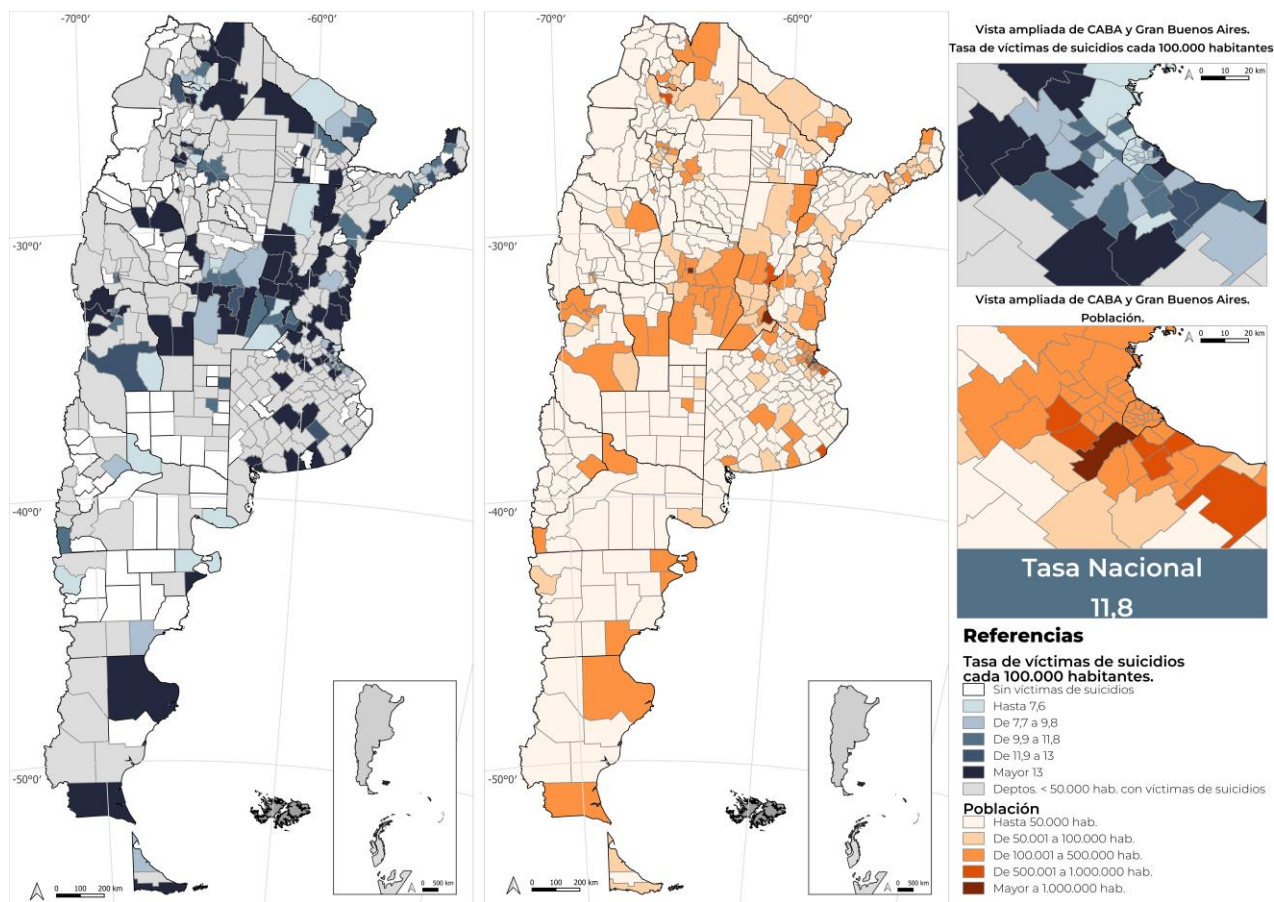 -70°0'
-60°0'
-30°0'
-40°0'
-50°0'
0 100 200 km
0 500 km
-70°0'
-60°0'
0 100 200 km
0 500 km
Vista ampliada de CABA y Gran Buenos Aires.
Tasa de víctimas de suicidios cada 100.000 habitantes
0 10 20 km
Vista ampliada de CABA y Gran Buenos Aires.
Población.
0 10 20 km
Tasa Nacional
11,8
Referencias
Tasa de víctimas de suicidios
cada 100.000 habitantes.
Sin víctimas de suicidios
Hasta 7,6
De 7,7 a 9,8
De 9,9 a 11,8
De 11,9 a 13
Mayor 13
Deptos. < 50.000 hab. con víctimas de suicidio
Población
Hasta 50.000 hab.
De 50.001 a 100.000 hab.
De 100.001 a 500.000 hab.
De 500.001 a 1.000.000 hab.
Mayor a 1.000.000 hab.